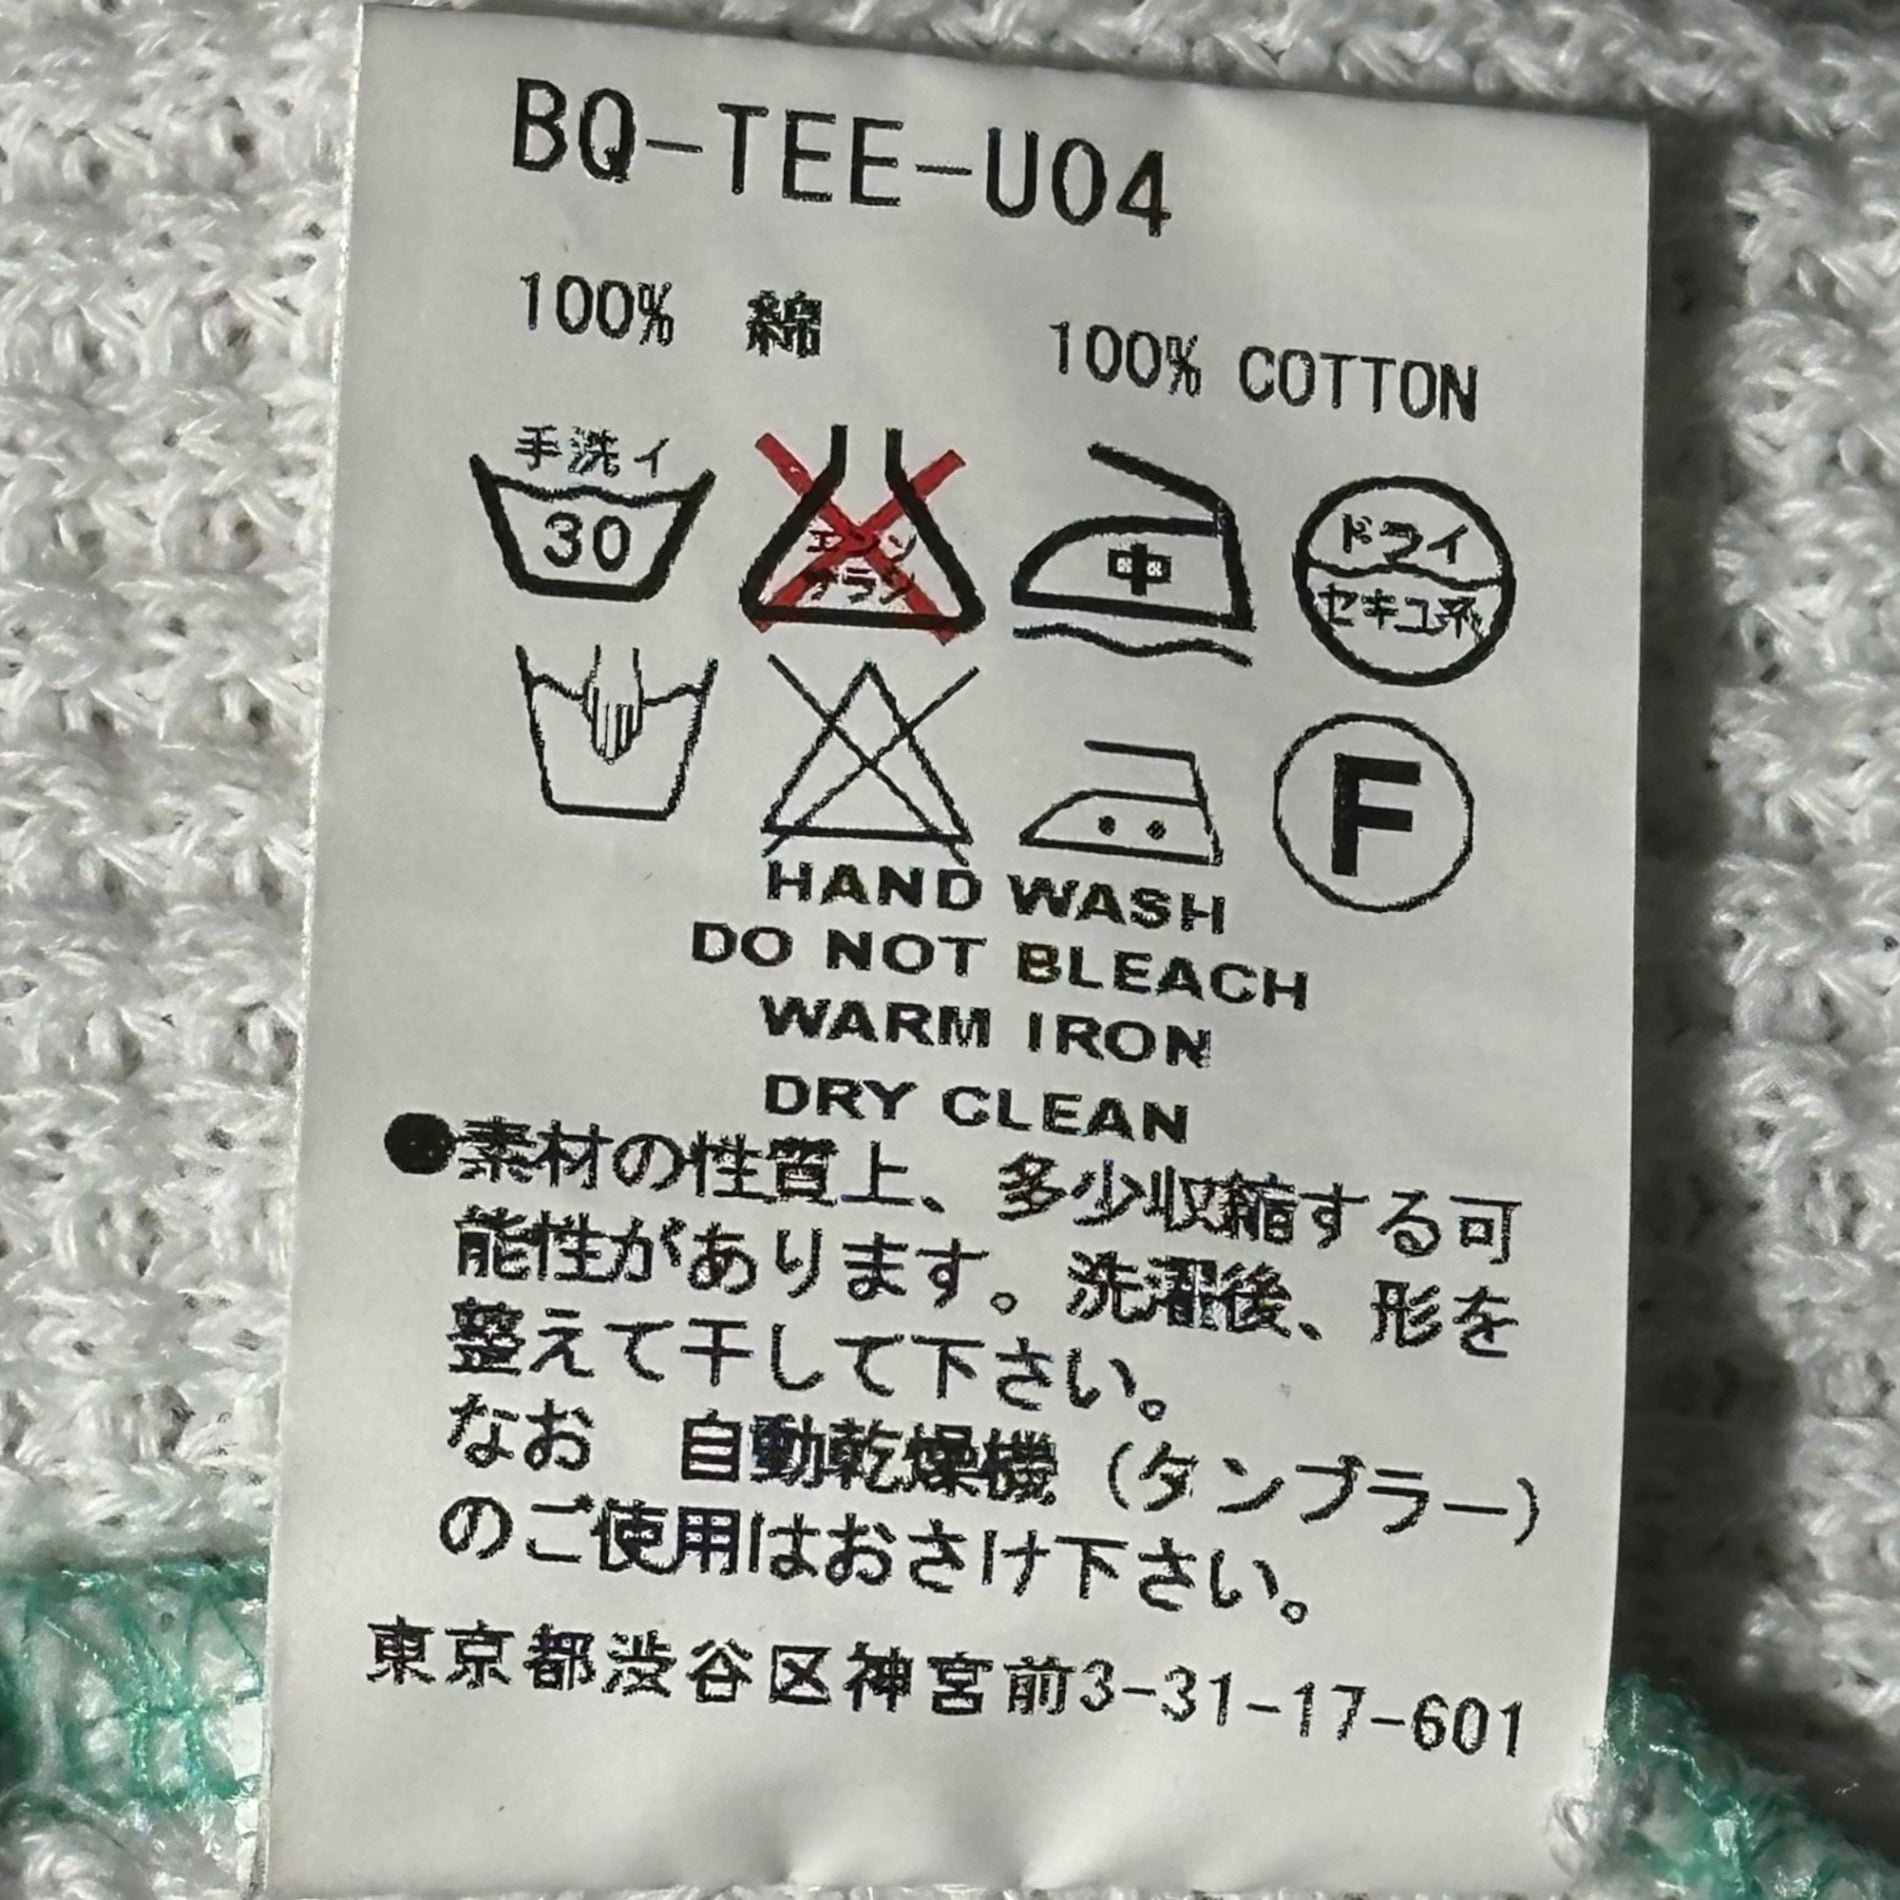 BQ-TEE-U04
100% 綿 100% COTTON
手洗イ
30
エンソ
サラシ
中
ドライ
セキユ系
F
HAND WASH
DO NOT BLEACH
WARM IRON
DRY CLEAN
●素材の性質上、多少収縮する可
能性があります。洗濯後、形を
整えて干して下さい。
なお 自動乾燥機(タンブラー)
のご使用はおさけ下さい。
東京都渋谷区神宮前3-31-17-601